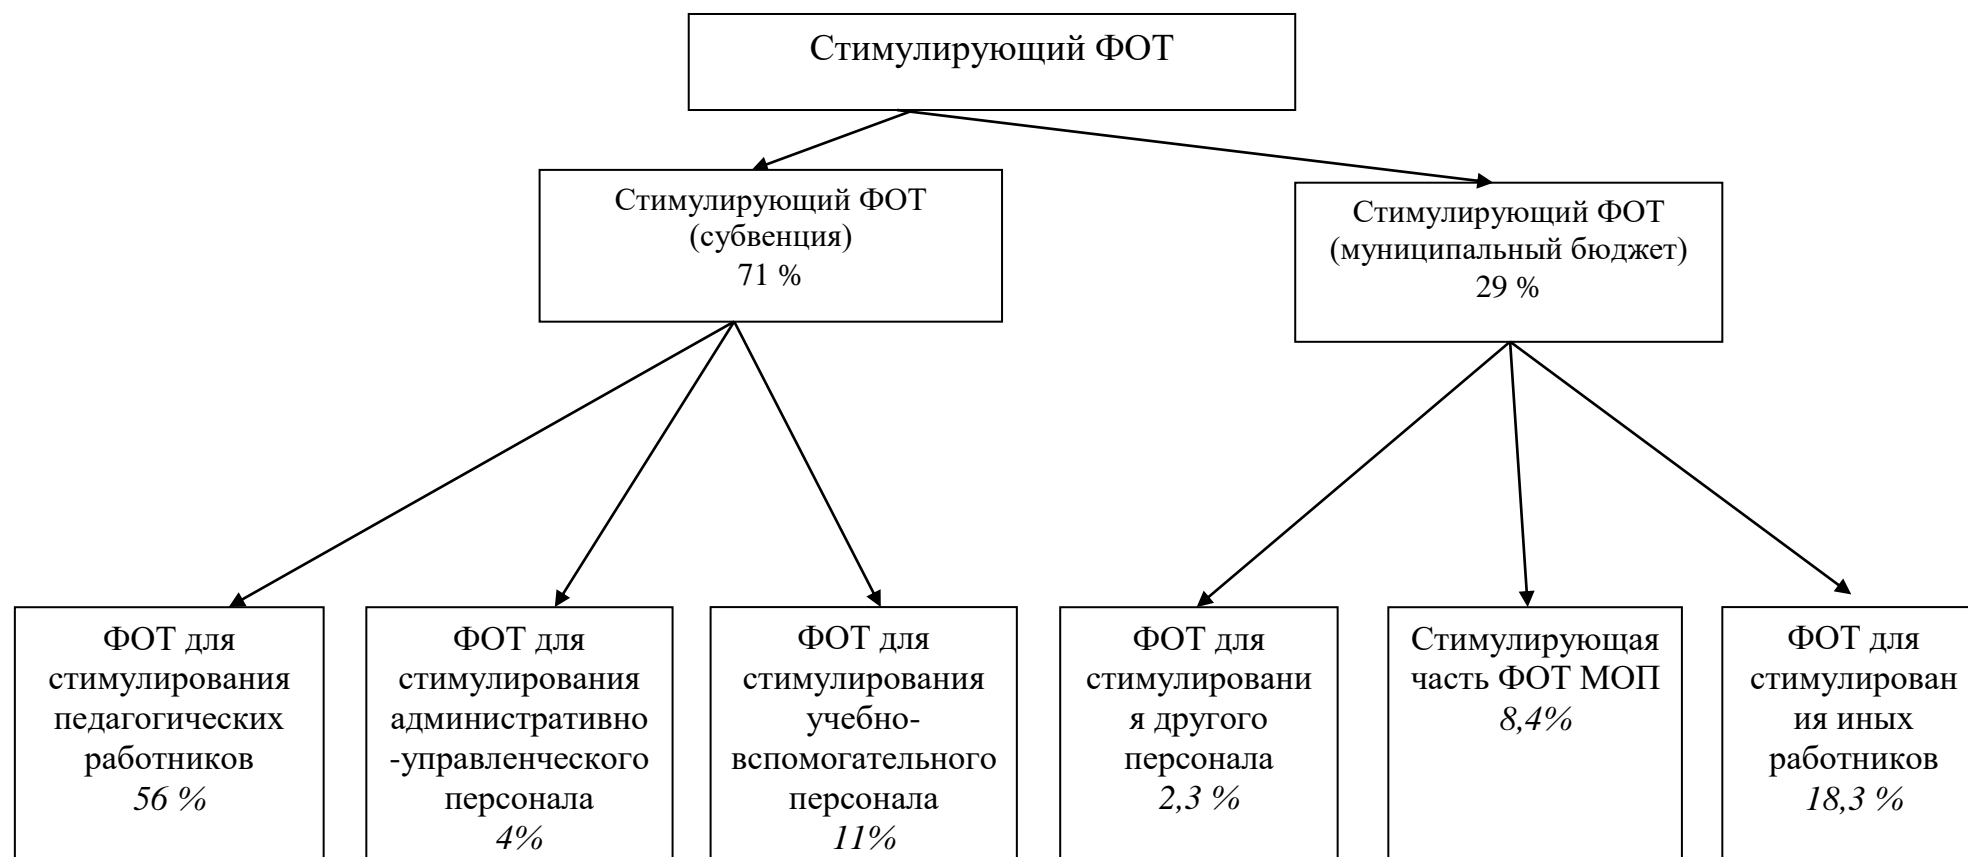 Стимулирующий ФОТ
Стимулирующий ФОТ
(субвенция)
71 %
Стимулирующий ФОТ
(муниципальный бюджет)
29 %
ФОТ для
стимулирования
педагогических
работников
56 %
ФОТ для
стимулирования
административно
-управленческого
персонала
4%
ФОТ для
стимулирования
учебно-
вспомогательного
персонала
11%
ФОТ для
стимулировани
я другого
персонала
2,3 %
Стимулирующая
часть ФОТ МОП
8,4%
ФОТ для
стимулирован
ия иных
работников
18,3 %